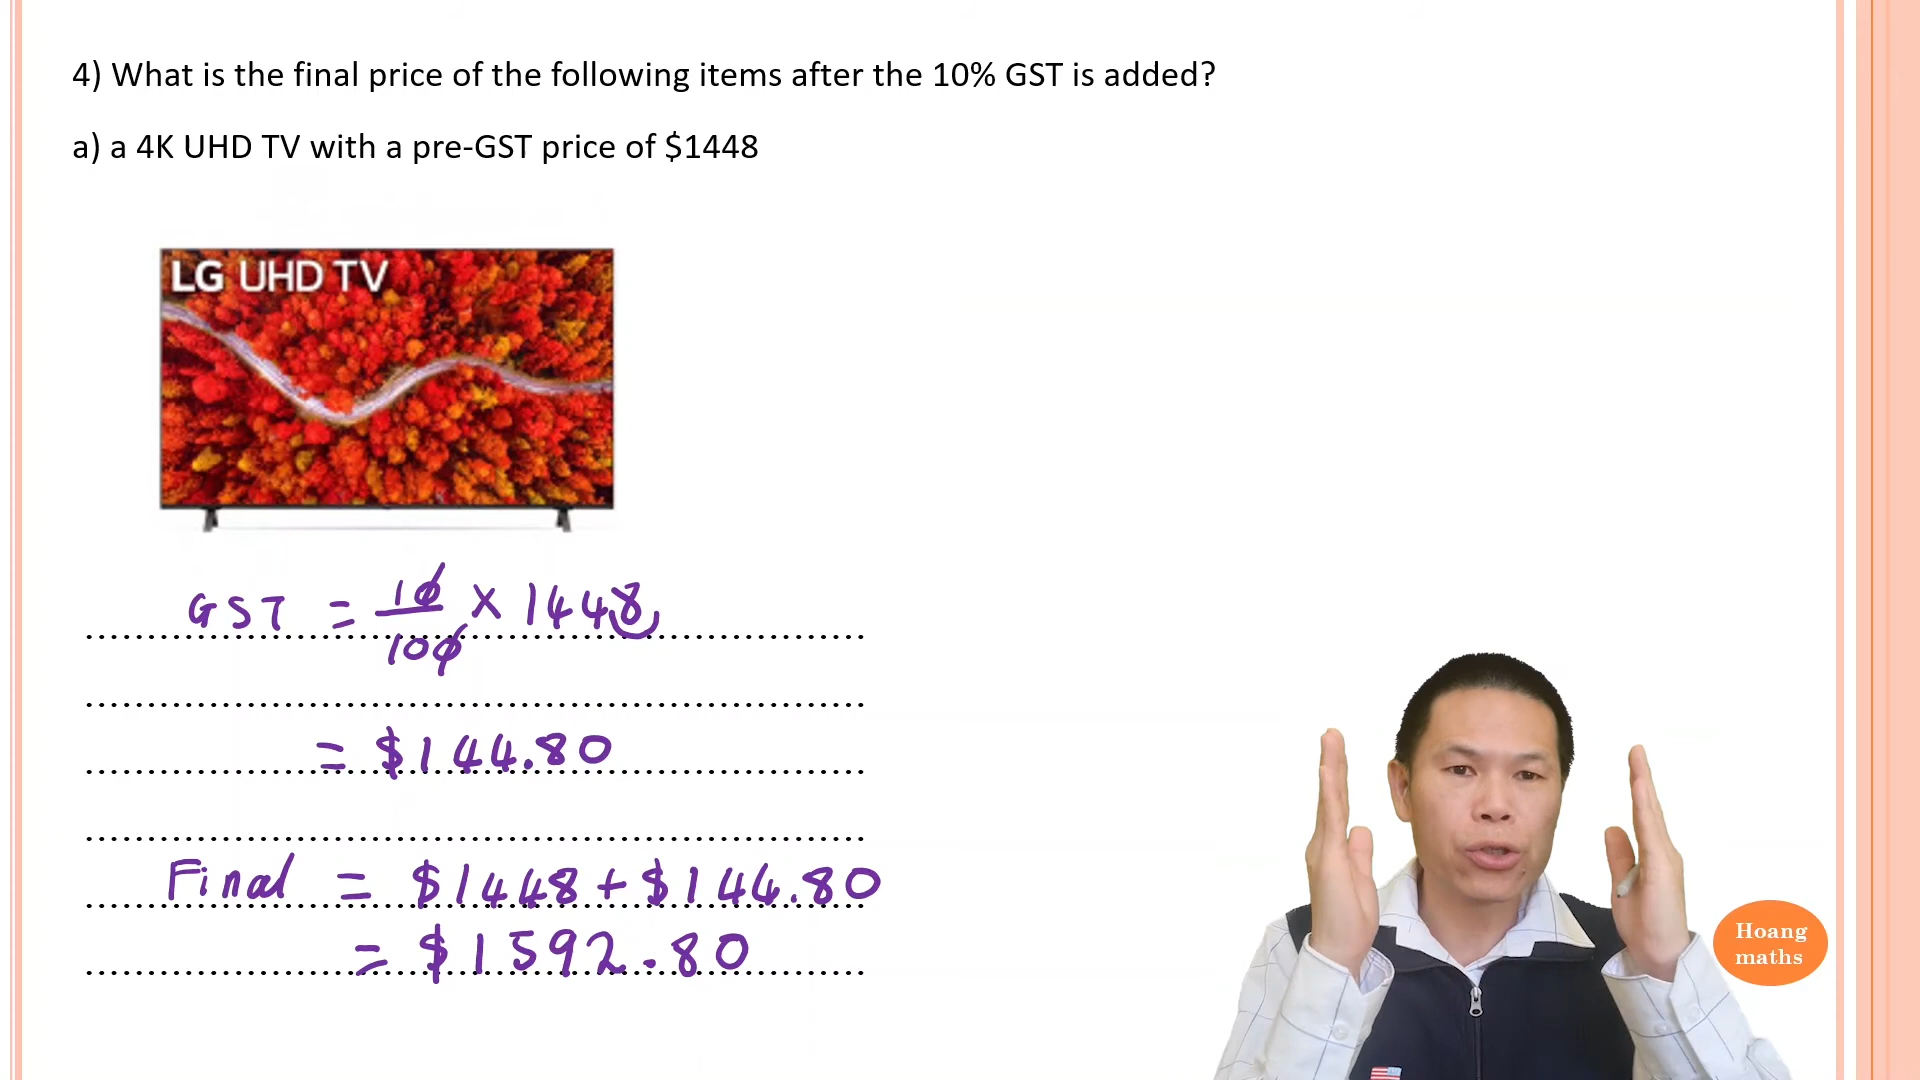 4) What is the final price of the following items after the 10% GST is added?
a) a 4K UHD TV with a pre-GST price of $1448
LG UHD TV
GST = 10/100 × 1448
= $144.80
Final = $1448 + $144.80
= $1592.80
Hoang
maths